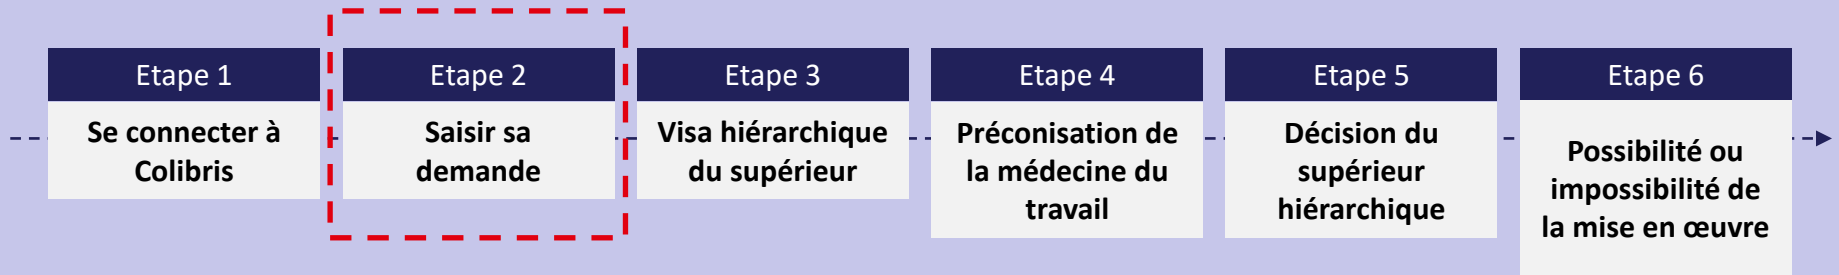 Etape 1
Se connecter à
Colibris
Etape 2
Saisir sa
demande
Etape 3
Visa hiérarchique
du supérieur
Etape 4
Préconisation de
la médecine du
travail
Etape 5
Décision du
supérieur
hiérarchique
Etape 6
Possibilité ou
impossibilité de
la mise en œuvre